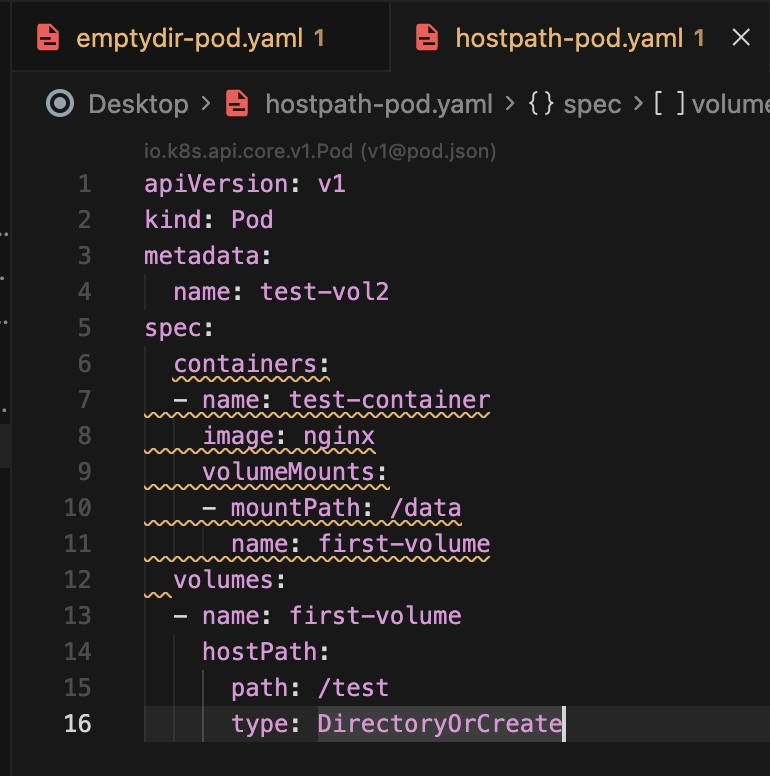 emptydir-pod.yaml 1
hostpath-pod.yaml 1
Desktop > hostpath-pod.yaml > {} spec > [ ] volume
io.k8s.api.core.v1.Pod (v1@pod.json)
1 apiVersion: v1
2 kind: Pod
3 metadata:
4   name: test-vol2
5 spec:
6   containers:
7   - name: test-container
8     image: nginx
9     volumeMounts:
10     - mountPath: /data
11       name: first-volume
12   volumes:
13   - name: first-volume
14     hostPath:
15       path: /test
16       type: DirectoryOrCreate